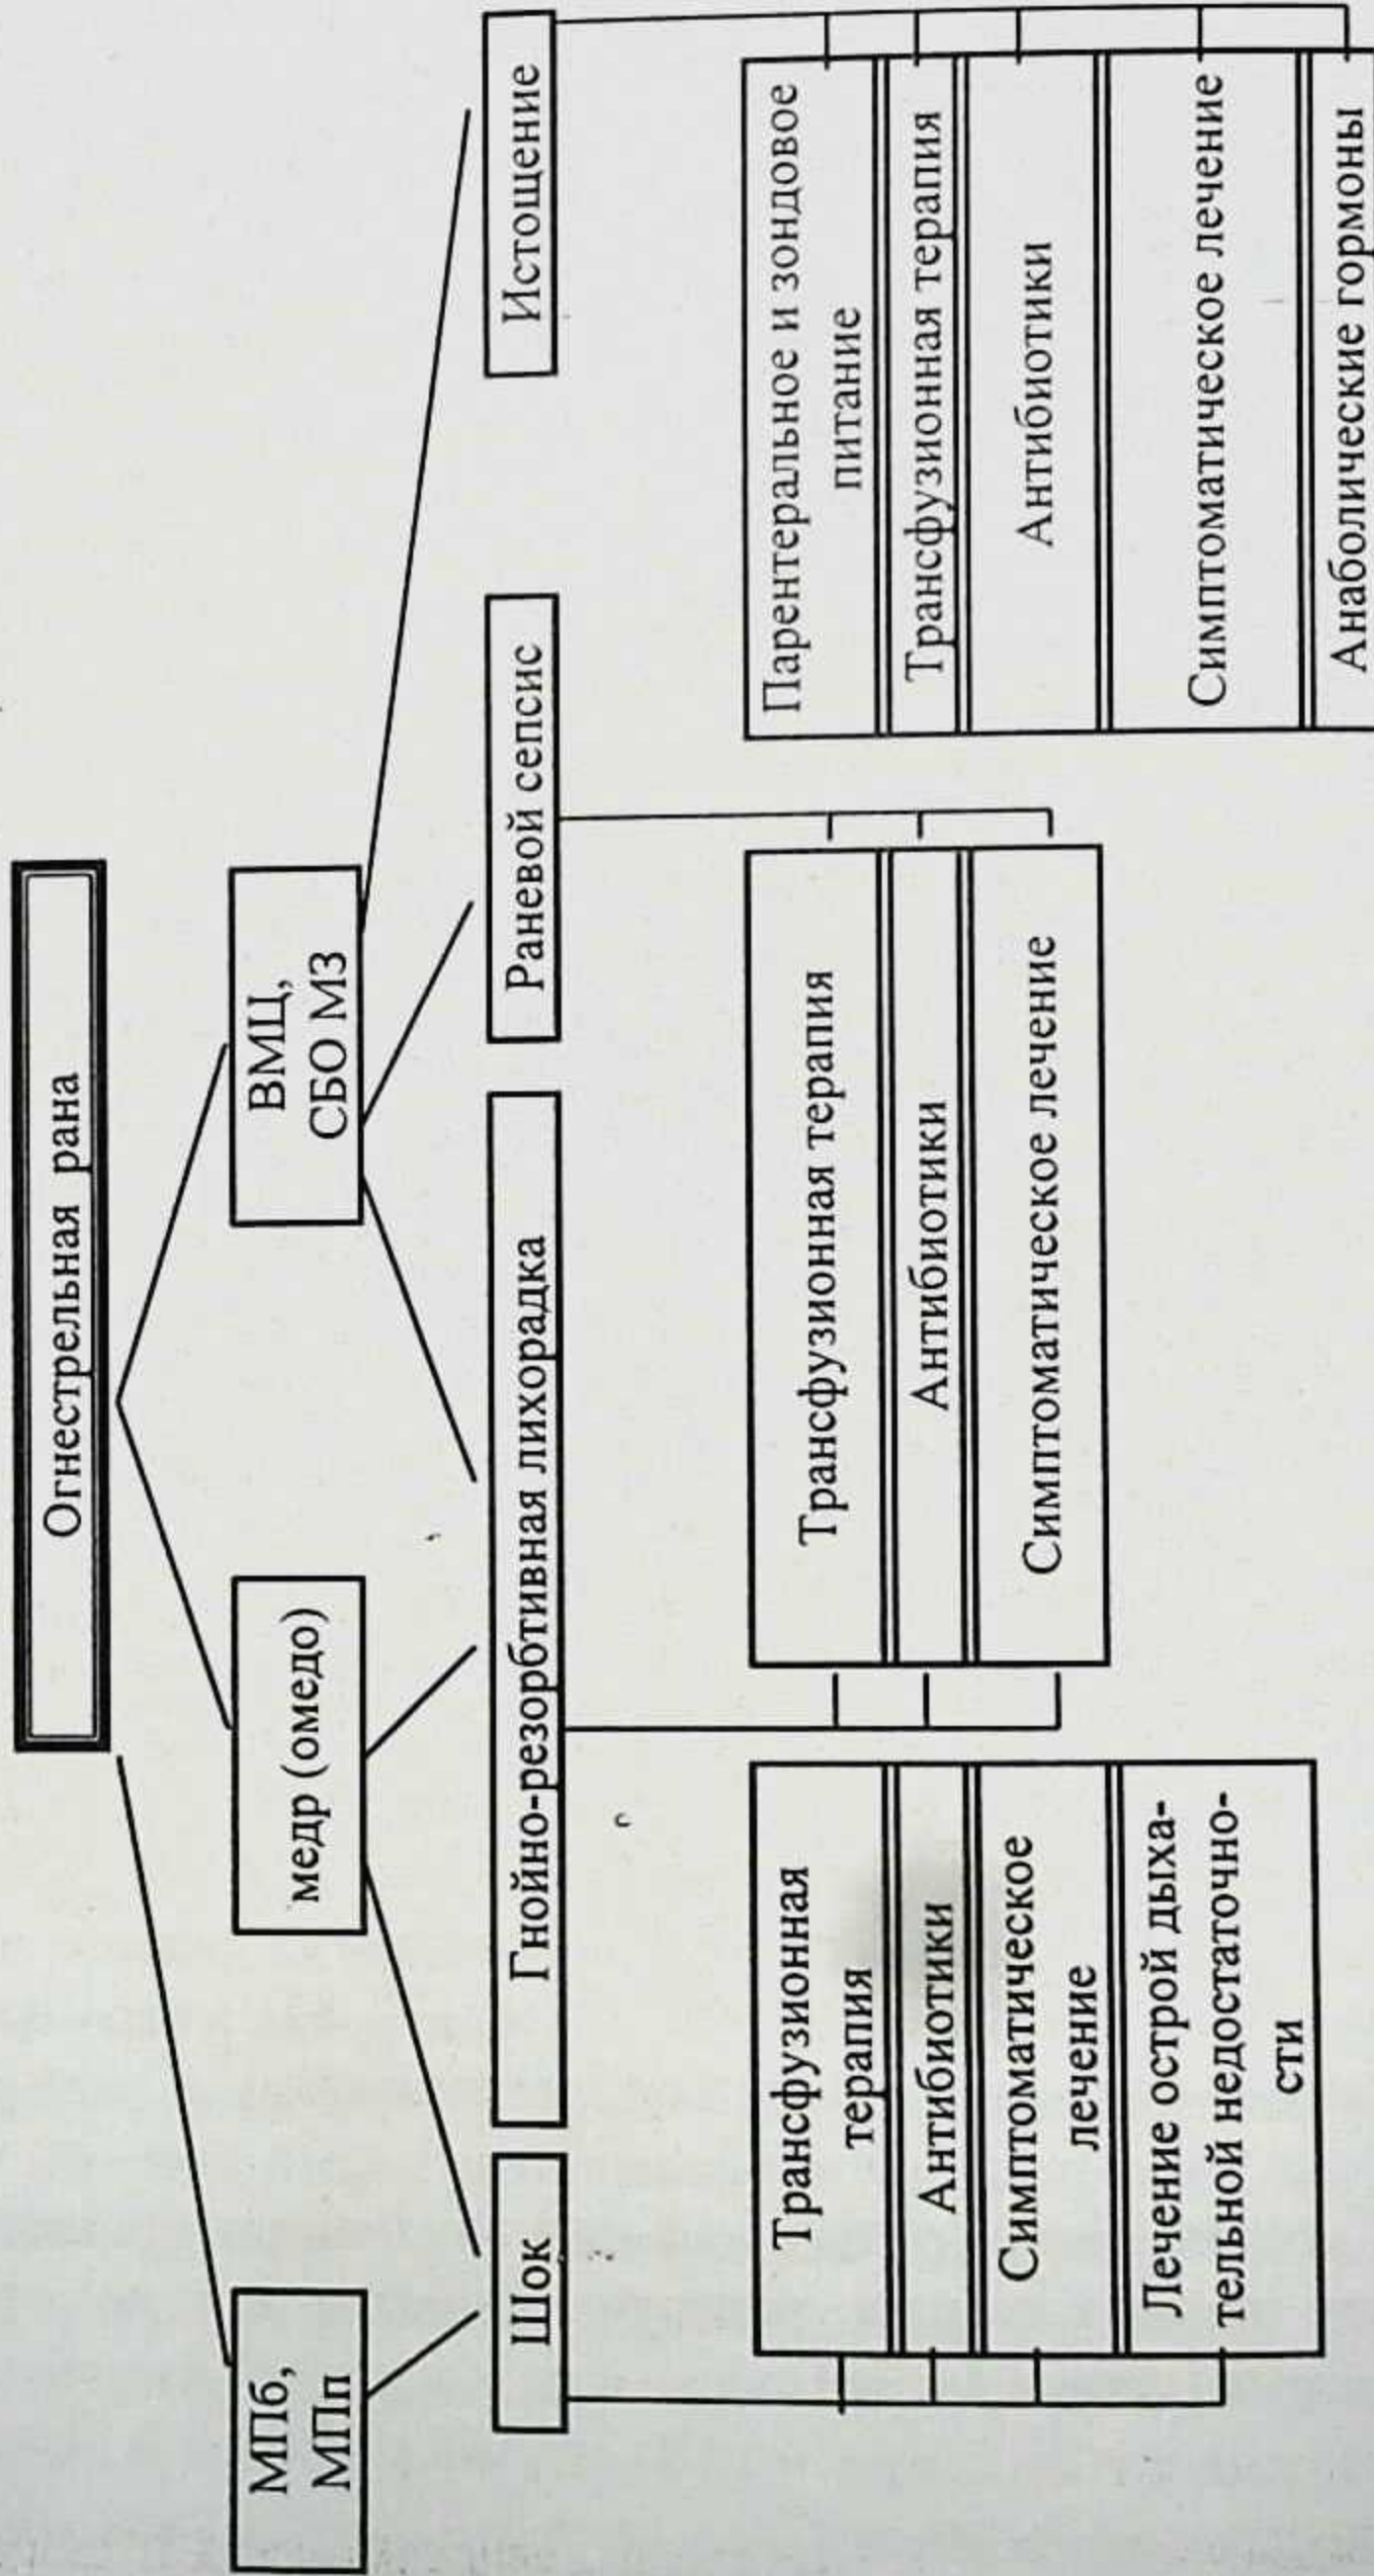 Огнестрельная рана
МПб,
МПп
медр (омедо)
ВМЦ,
СБО МЗ
Шок
Гнойно-резорбтивная лихорадка
Раневой сепсис
Истощение
Трансфузионная
терапия
Антибиотики
Симптоматическое
лечение
Лечение острой дыха-
тельной недостаточно-
сти
Трансфузионная терапия
Антибиотики
Симптоматическое лечение
Парентеральное и зондовое
питание
Трансфузионная терапия
Антибиотики
Симптоматическое лечение
Анаболические гормоны